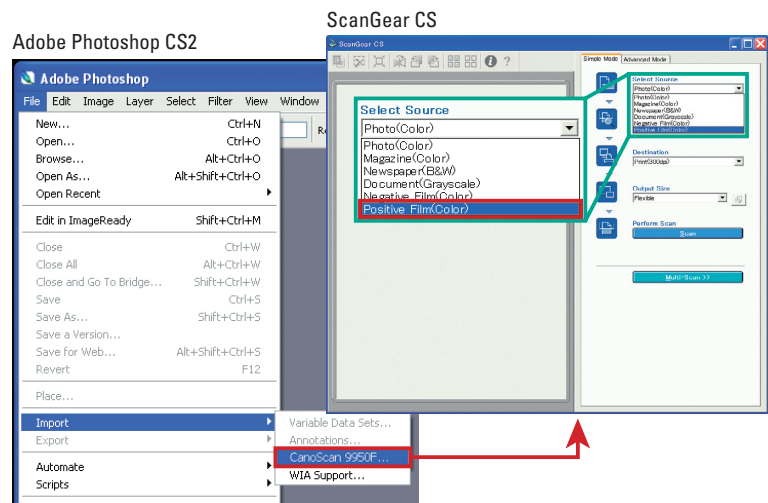 ScanGear CS
Adobe Photoshop CS2
Adobe Photoshop
File Edit Image Layer Select Filter View Window
New... Ctrl+N
Open... Ctrl+O
Browse... Alt+Ctrl+O
Open As... Alt+Shift+Ctrl+O
Open Recent
Edit in ImageReady Shift+Ctrl+M
Close Ctrl+W
Close All Alt+Ctrl+W
Close and Go To Bridge... Shift+Ctrl+W
Save Ctrl+S
Save As... Shift+Ctrl+S
Save a Version...
Save for Web... Alt+Shift+Ctrl+S
Revert F12
Place...
Import
Export
Automate
Scripts
Variable Data Sets...
Annotations...
CanoScan 9950F...
WIA Support...
ScanGear CS
Select Source
Photo(Color)
Photo(Color)
Magazine(Color)
Newspaper(B&W)
Document(Grayscale)
Negative Film(Color)
Positive Film(Color)
Simple Mode Advanced Mode
Select Source
Photo(Color)
Photo(Color)
Magazine(Color)
Newspaper(B&W)
Document(Grayscale)
Negative Film(Color)
Positive Film(Color)
Destination
Print(300dpi)
Output Size
Flexible
Perform Scan
Scan
Multi-Scan >>